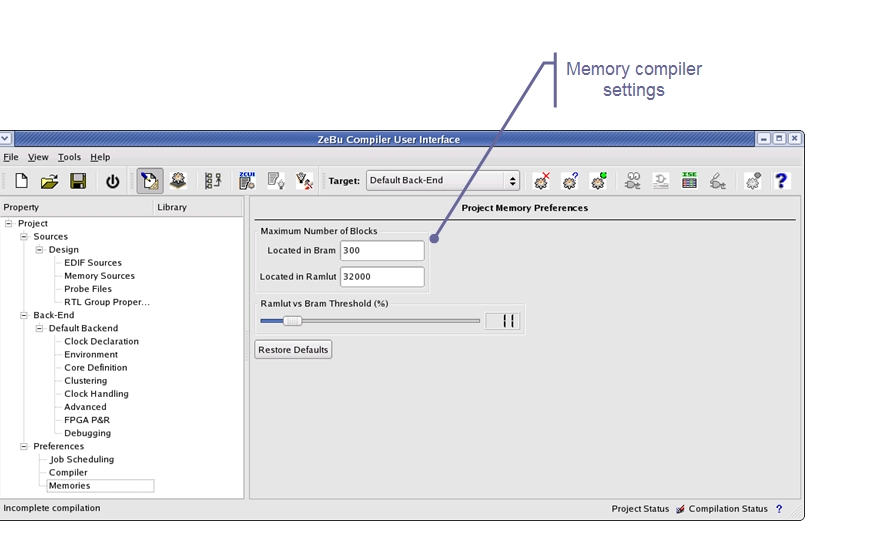 Memory compiler
settings
ZeBu Compiler User Interface
File View Tools Help
ZCUI
Target: Default Back-End
ISE
?
Property Library
Project Memory Preferences
Project
Sources
Design
EDIF Sources
Memory Sources
Probe Files
RTL Group Proper...
Back-End
Default Backend
Clock Declaration
Environment
Core Definition
Clustering
Clock Handling
Advanced
FPGA P&R
Debugging
Preferences
Job Scheduling
Compiler
Memories
Maximum Number of Blocks
Located in Bram 300
Located in Ramlut 32000
Ramlut vs Bram Threshold (%)
11
Restore Defaults
Incomplete compilation
Project Status Compilation Status ?